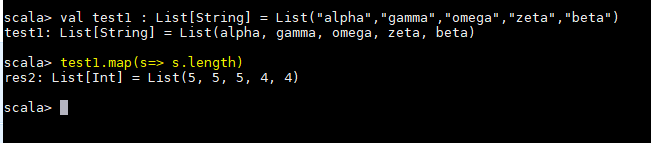 scala> val test1 : List[String] = List("alpha","gamma","omega","zeta","beta")
test1: List[String] = List(alpha, gamma, omega, zeta, beta)
scala> test1.map(s=> s.length)
res2: List[Int] = List(5, 5, 5, 4, 4)
scala>